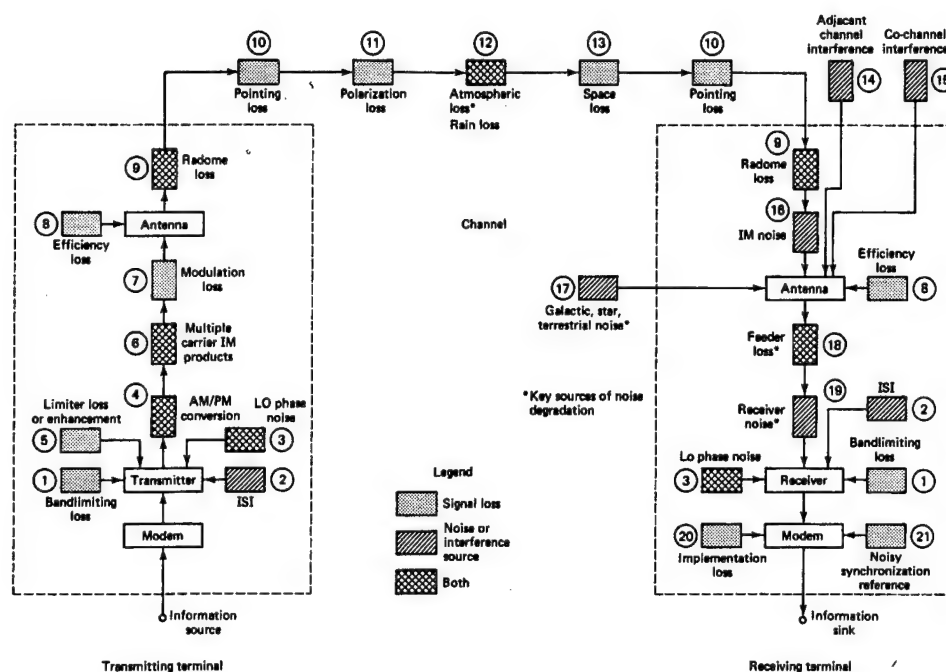 10
Pointing
loss
11
Polarization
loss
12
Atmospheric
loss*
Rain loss
13
Space
loss
10
Pointing
loss
Adjacant
channel
interference
14
Co-channel
interference
15
9
Radome
loss
8
Efficiency
loss
Antenna
7
Modulation
loss
6
Multiple
carrier IM
products
4
AM/PM
conversion
Limiter loss
or enhancement
5
LO phase
noise
3
1
Bandlimiting
loss
Transmitter
ISI
2
Modem
Information
source
Transmitting terminal
Channel
*Key sources of noise
degradation
Legend
Signal loss
Noise or
interference
source
Both
9
Radome
loss
16
IM noise
17
Galactic, star,
terrestrial noise*
Antenna
Efficiency
loss
8
Feeder
loss*
18
19
Receiver
noise*
ISI
2
Lo phase noise
3
Receiver
Bandlimiting
loss
1
20
Implementation
loss
Modem
21
Noisy
synchronization
reference
Information
sink
Receiving terminal